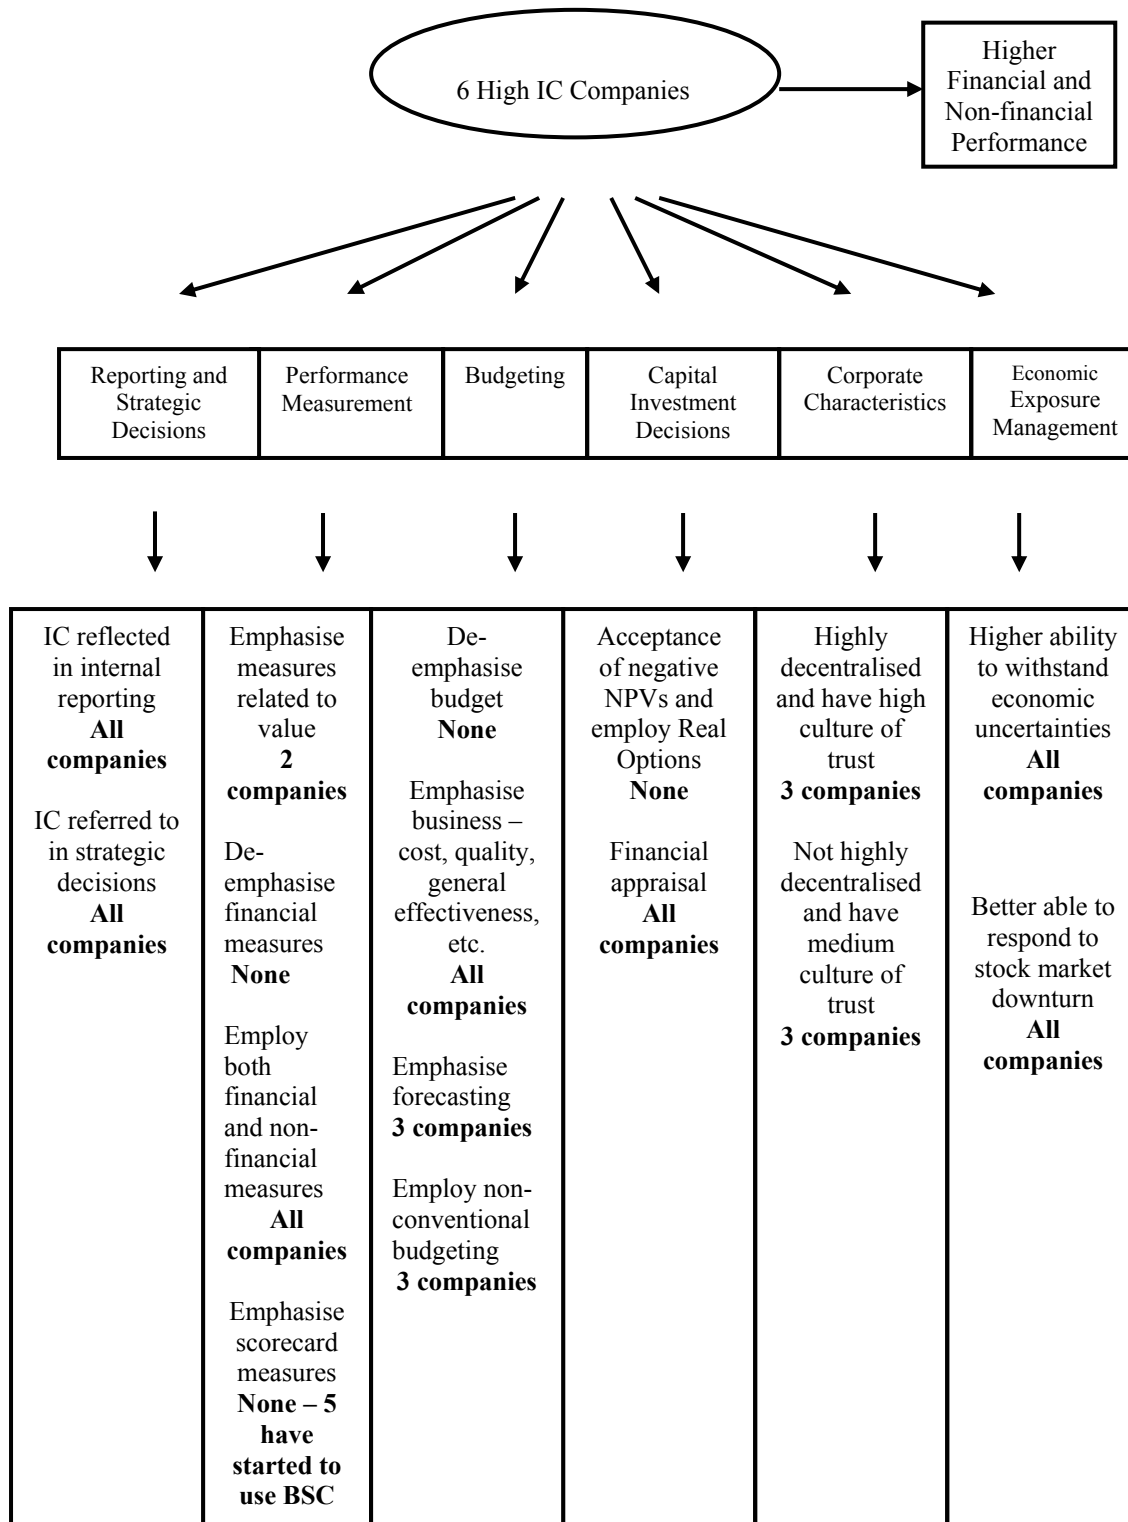 6 High IC Companies
Higher
Financial and
Non-financial
Performance
Reporting and
Strategic
Decisions
Performance
Measurement
Budgeting
Capital
Investment
Decisions
Corporate
Characteristics
Economic
Exposure
Management
IC reflected
in internal
reporting
All
companies
IC referred to
in strategic
decisions
All
companies
Emphasise
measures
related to
value
2
companies
De-
emphasise
financial
measures
None
Employ
both
financial
and non-
financial
measures
All
companies
Emphasise
scorecard
measures
None – 5
have
started to
use BSC
De-
emphasise
budget
None
Emphasise
business –
cost, quality,
general
effectiveness,
etc.
All
companies
Emphasise
forecasting
3 companies
Employ non-
conventional
budgeting
3 companies
Acceptance
of negative
NPVs and
employ Real
Options
None
Financial
appraisal
All
companies
Highly
decentralised
and have high
culture of
trust
3 companies
Not highly
decentralised
and have
medium
culture of
trust
3 companies
Higher ability
to withstand
economic
uncertainties
All
companies
Better able to
respond to
stock market
downturn
All
companies